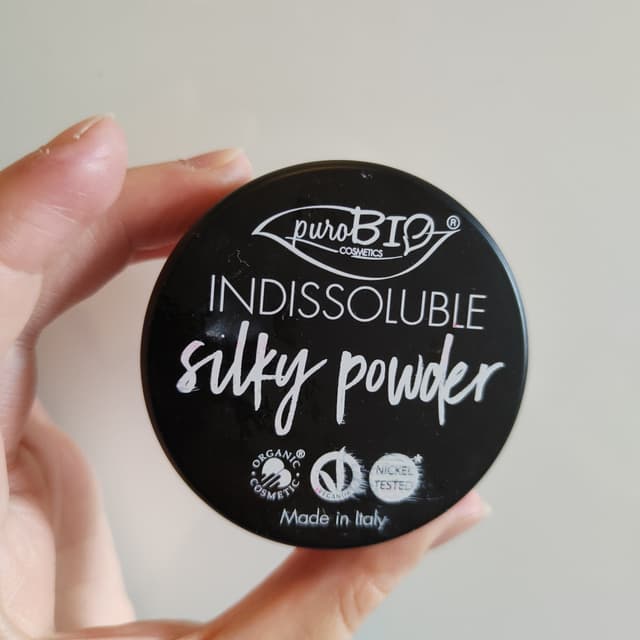 puroBIO®
COSMETICS
INDISSOLUBLE
silky powder
ORGANIC COSMETIC ®
NICKEL TESTED*
Made in Italy